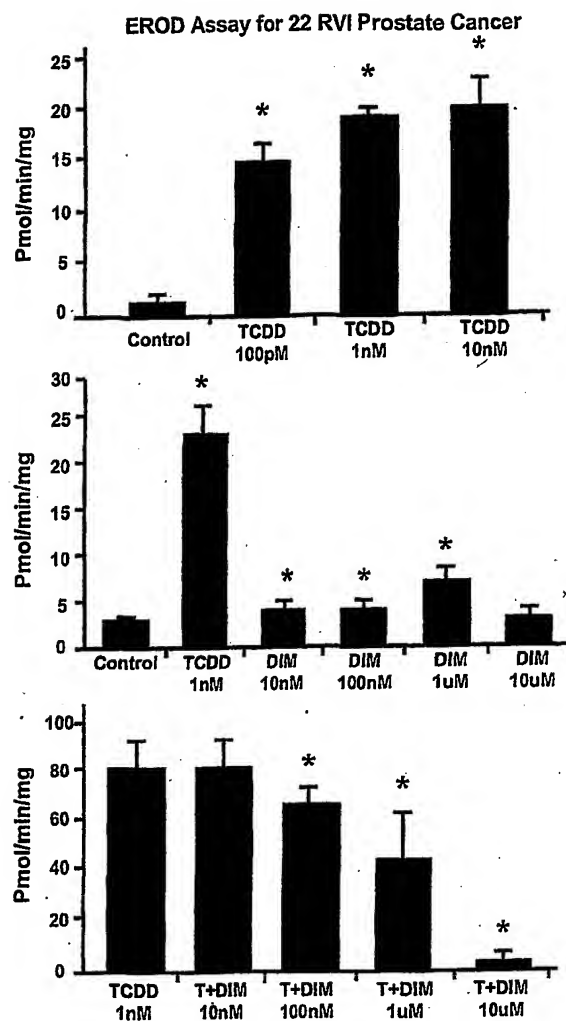 EROD Assay for 22 RVI Prostate Cancer
Pmol/min/mg
25
20
15
10
5
0
* * *
Control TCDD TCDD TCDD
100pM 1nM 10nM
Pmol/min/mg
30
25
20
15
10
5
0
* * * *
Control TCDD DIM DIM DIM DIM
1nM 10nM 100nM 1uM 10uM
Pmol/min/mg
100
80
60
40
20
0
* * *
TCDD T+DIM T+DIM T+DIM T+DIM
1nM 10nM 100nM 1uM 10uM